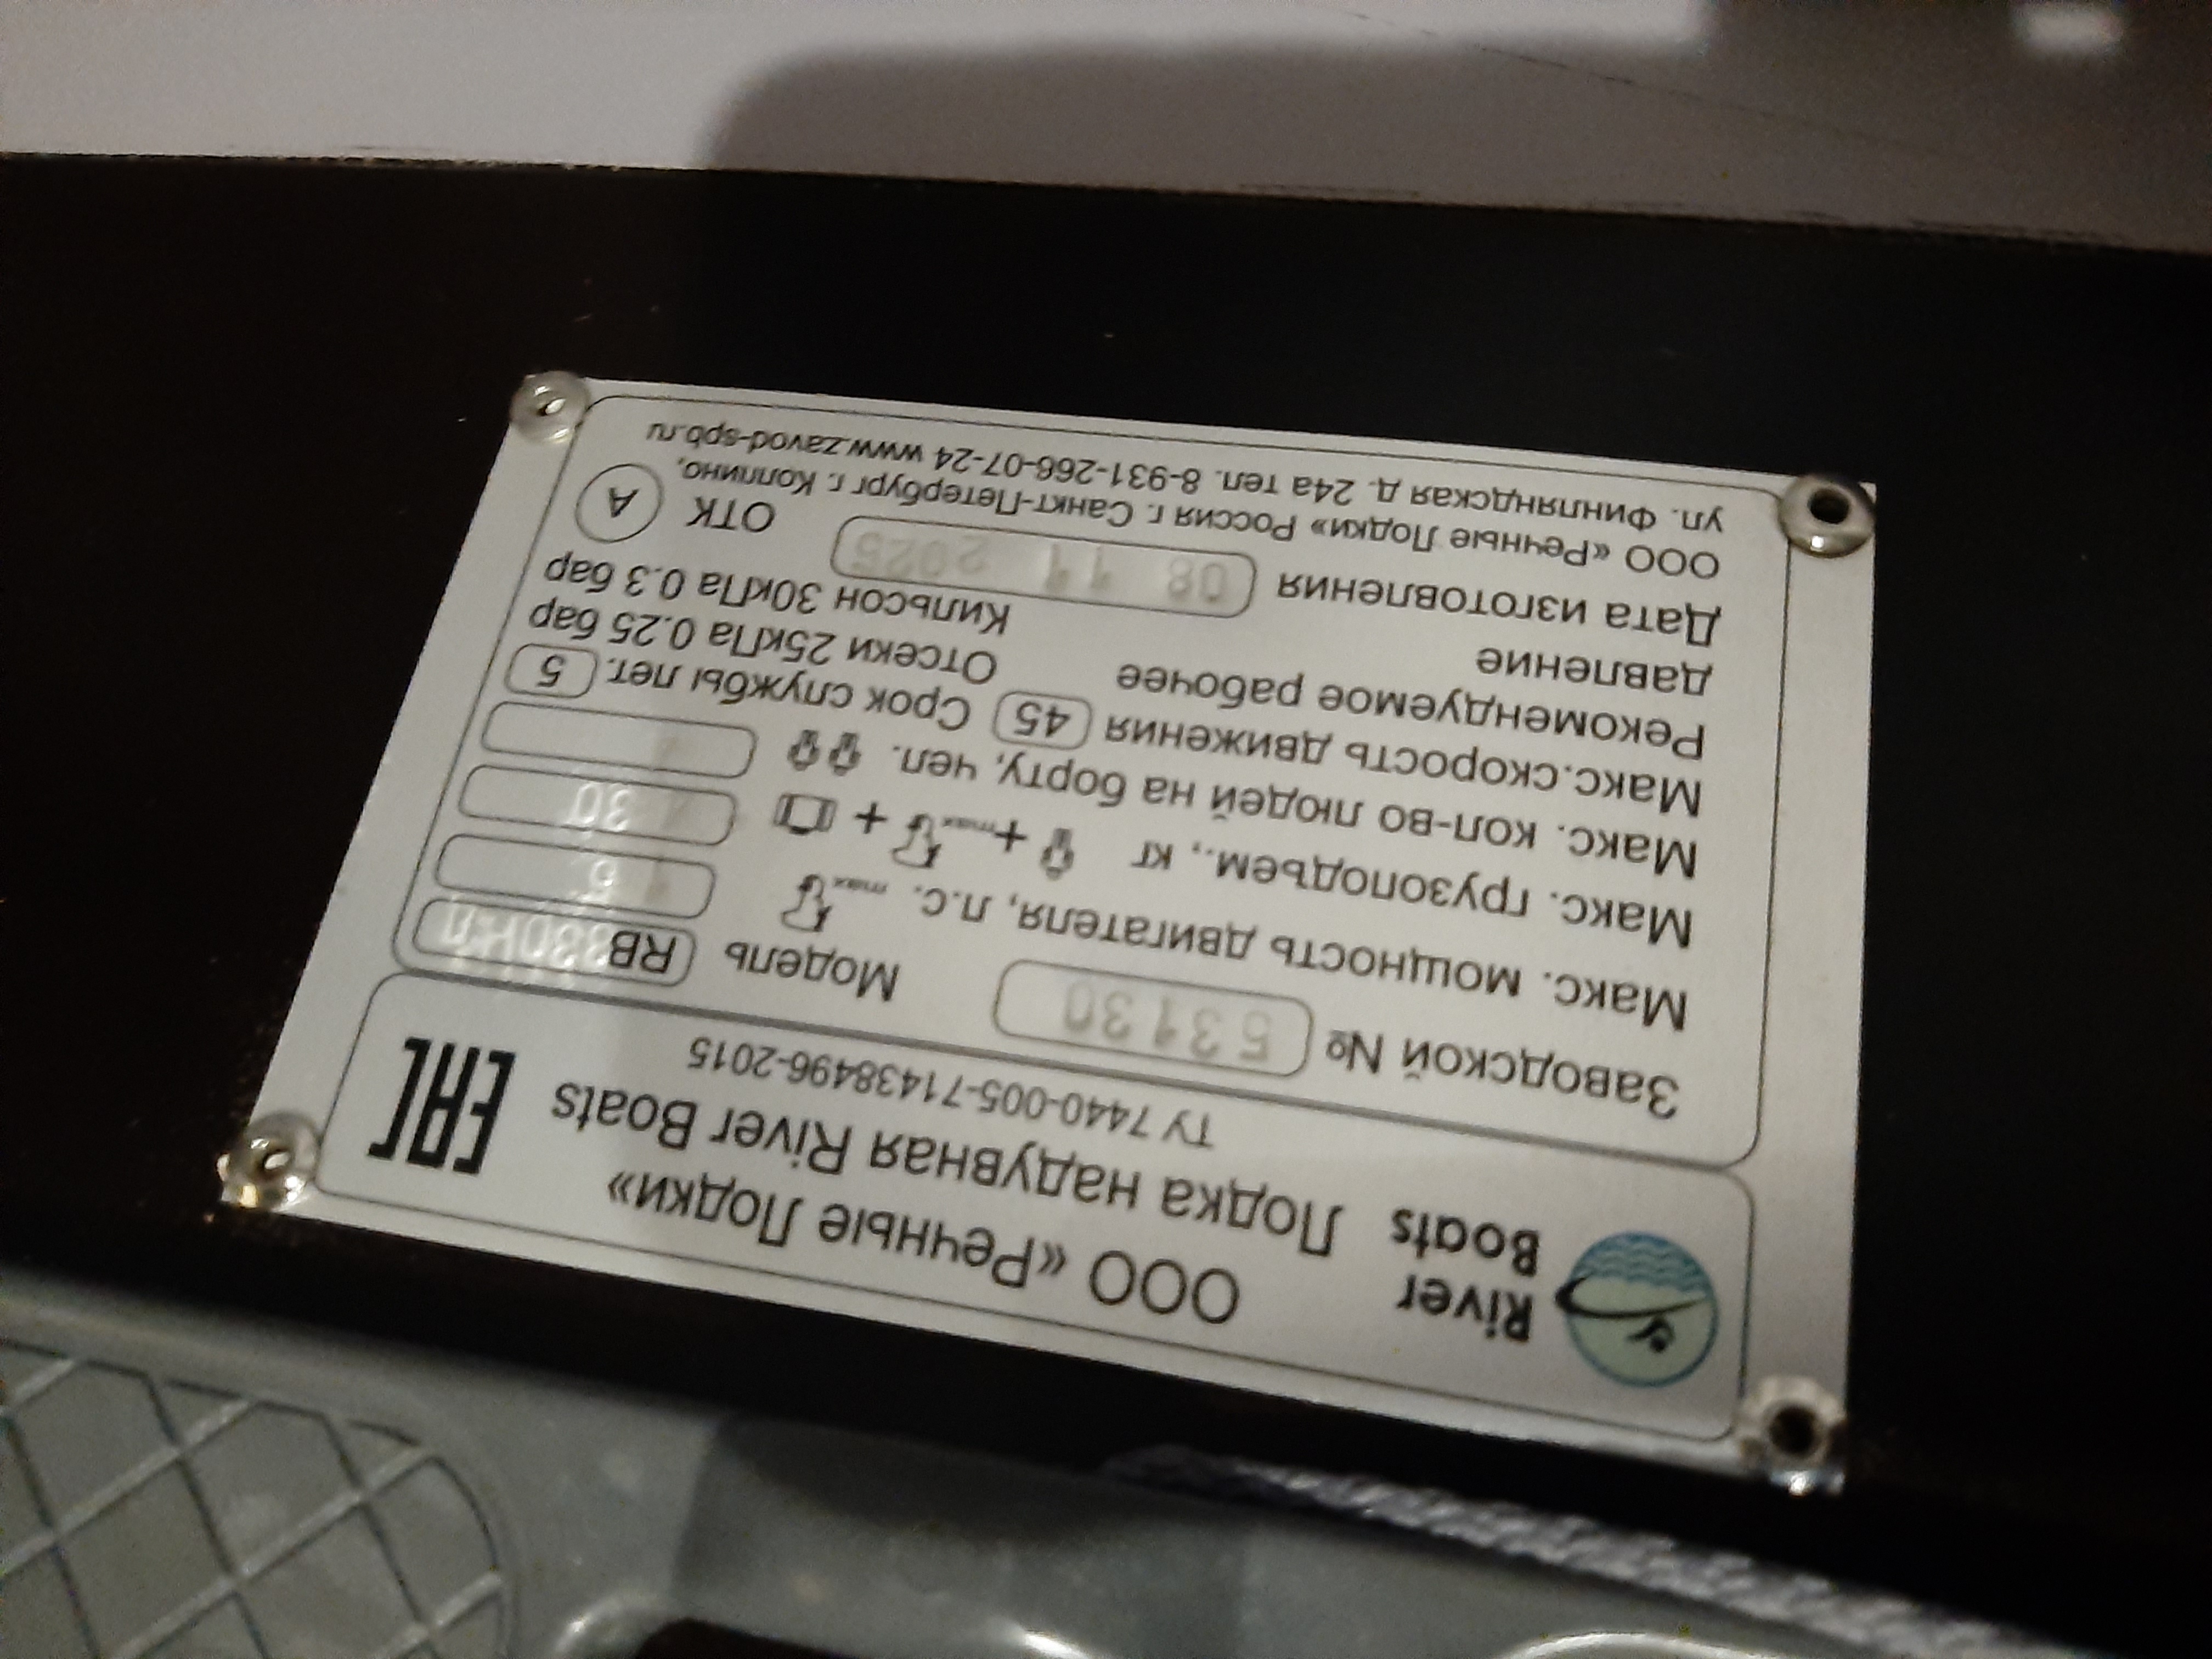 River
Boats
ООО «Речные Лодки»
Лодка надувная River Boats
ТУ 7440-005-71438496-2015
EAC
Заводской № 53130 Модель RB
Макс. мощность двигателя, л.с. max
Макс. грузоподъем., кг + max + 
Макс. кол-во людей на борту, чел.
Макс.скорость движения 45 Срок службы лет. 5
Рекомендуемое рабочее
давление
Отсеки 25кПа 0.25 бар
Кильсон 30кПа 0.3 бар
Дата изготовления 08 11 2025 ОТК А
ООО «Речные Лодки» Россия г. Санкт-Петербург г. Колпино,
ул. Финляндская д. 24а тел. 8-931-266-07-24 www.zavod-spb.ru